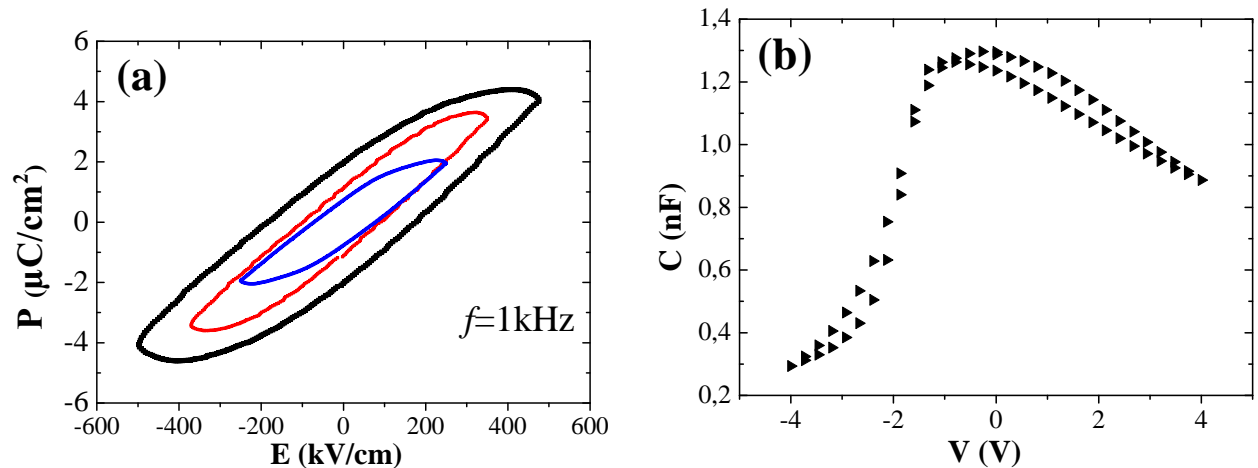 (a)
6
4
2
0
-2
-4
-6
P (µC/cm²)
-600 -400 -200 0 200 400 600
E (kV/cm)
f=1kHz
(b)
1,4
1,2
1,0
0,8
0,6
0,4
0,2
C (nF)
-4 -2 0 2 4
V (V)